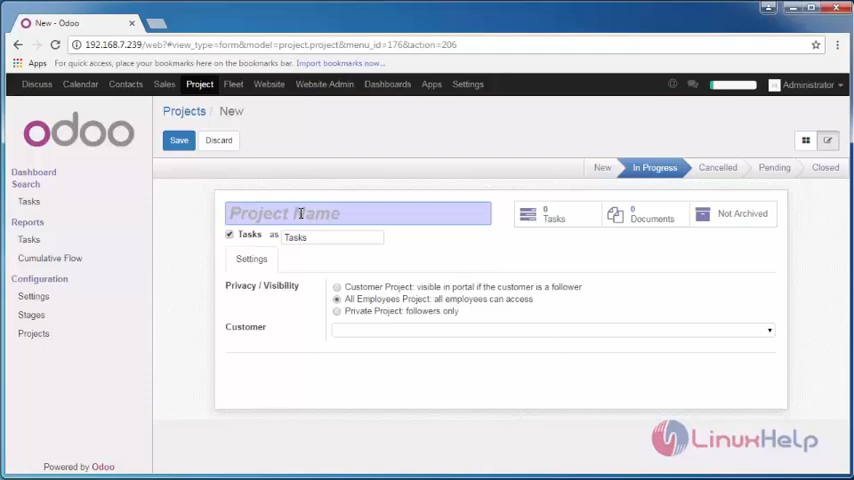 New - Odoo
192.168.7.239/web?#view_type=form&model=project.project&menu_id=176&action=206
Apps For quick access, place your bookmarks here on the bookmarks bar. Import bookmarks now...
Discuss Calendar Contacts Sales Project Fleet Website Website Admin Dashboards Apps Settings Administrator
odoo
Dashboard
Search
Tasks
Reports
Tasks
Cumulative Flow
Configuration
Settings
Stages
Projects
Powered by Odoo
Projects / New
Save Discard
New In Progress Cancelled Pending Closed
Project Name
0 Tasks
0 Documents
Not Archived
Tasks as Tasks
Settings
Privacy / Visibility
Customer Project: visible in portal if the customer is a follower
All Employees Project: all employees can access
Private Project: followers only
Customer
LinuxHelp